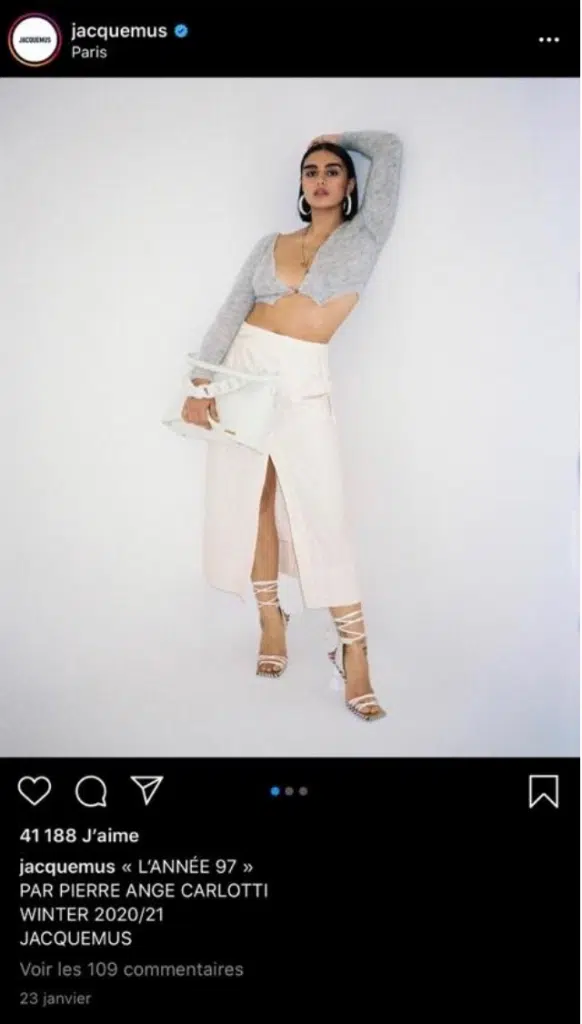 JACQUEMUS
jacquemus
Paris
41 188 J’aime
jacquemus « L’ANNÉE 97 »
PAR PIERRE ANGE CARLOTTI
WINTER 2020/21
JACQUEMUS
Voir les 109 commentaires
23 janvier